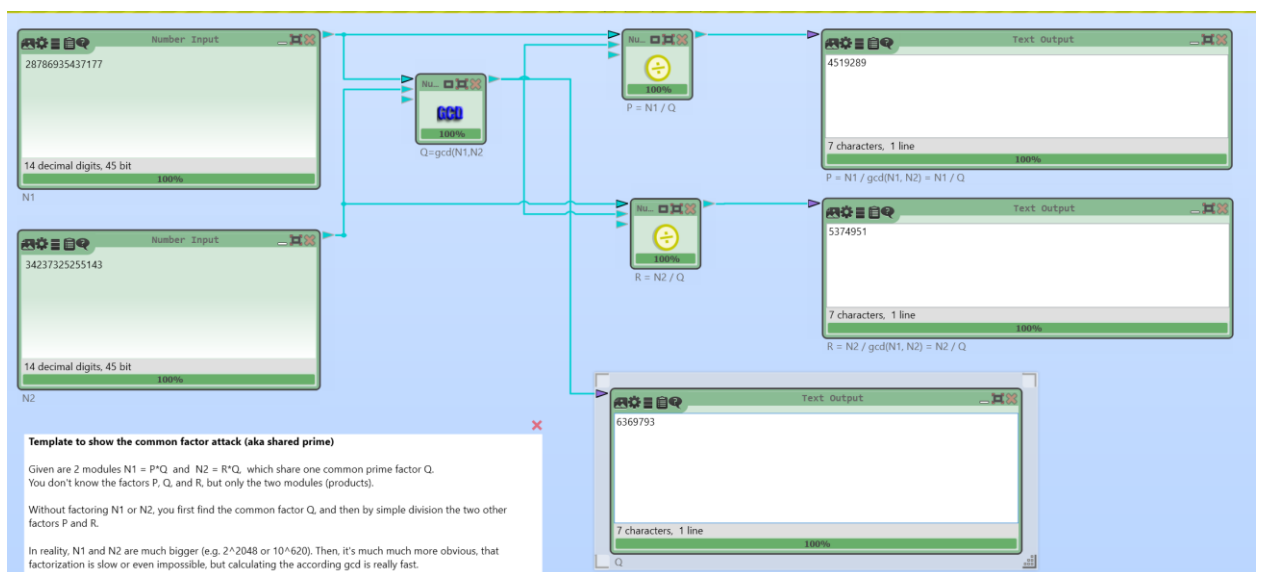 Number Input
28786935437177
14 decimal digits, 45 bit
100%
N1
Number Input
34237325255143
14 decimal digits, 45 bit
100%
N2
Nu...
GCD
100%
Q=gcd(N1,N2
Nu...
100%
P = N1 / Q
Nu...
100%
R = N2 / Q
Text Output
4519289
7 characters, 1 line
100%
P = N1 / gcd(N1, N2) = N1 / Q
Text Output
5374951
7 characters, 1 line
100%
R = N2 / gcd(N1, N2) = N2 / Q
Text Output
6369793
7 characters, 1 line
100%
Q
Template to show the common factor attack (aka shared prime)
Given are 2 modules N1 = P*Q and N2 = R*Q, which share one common prime factor Q.
You don't know the factors P, Q, and R, but only the two modules (products).
Without factoring N1 or N2, you first find the common factor Q, and then by simple division the two other
factors P and R.
In reality, N1 and N2 are much bigger (e.g. 2^2048 or 10^620). Then, it's much much more obvious, that
factorization is slow or even impossible, but calculating the according gcd is really fast.